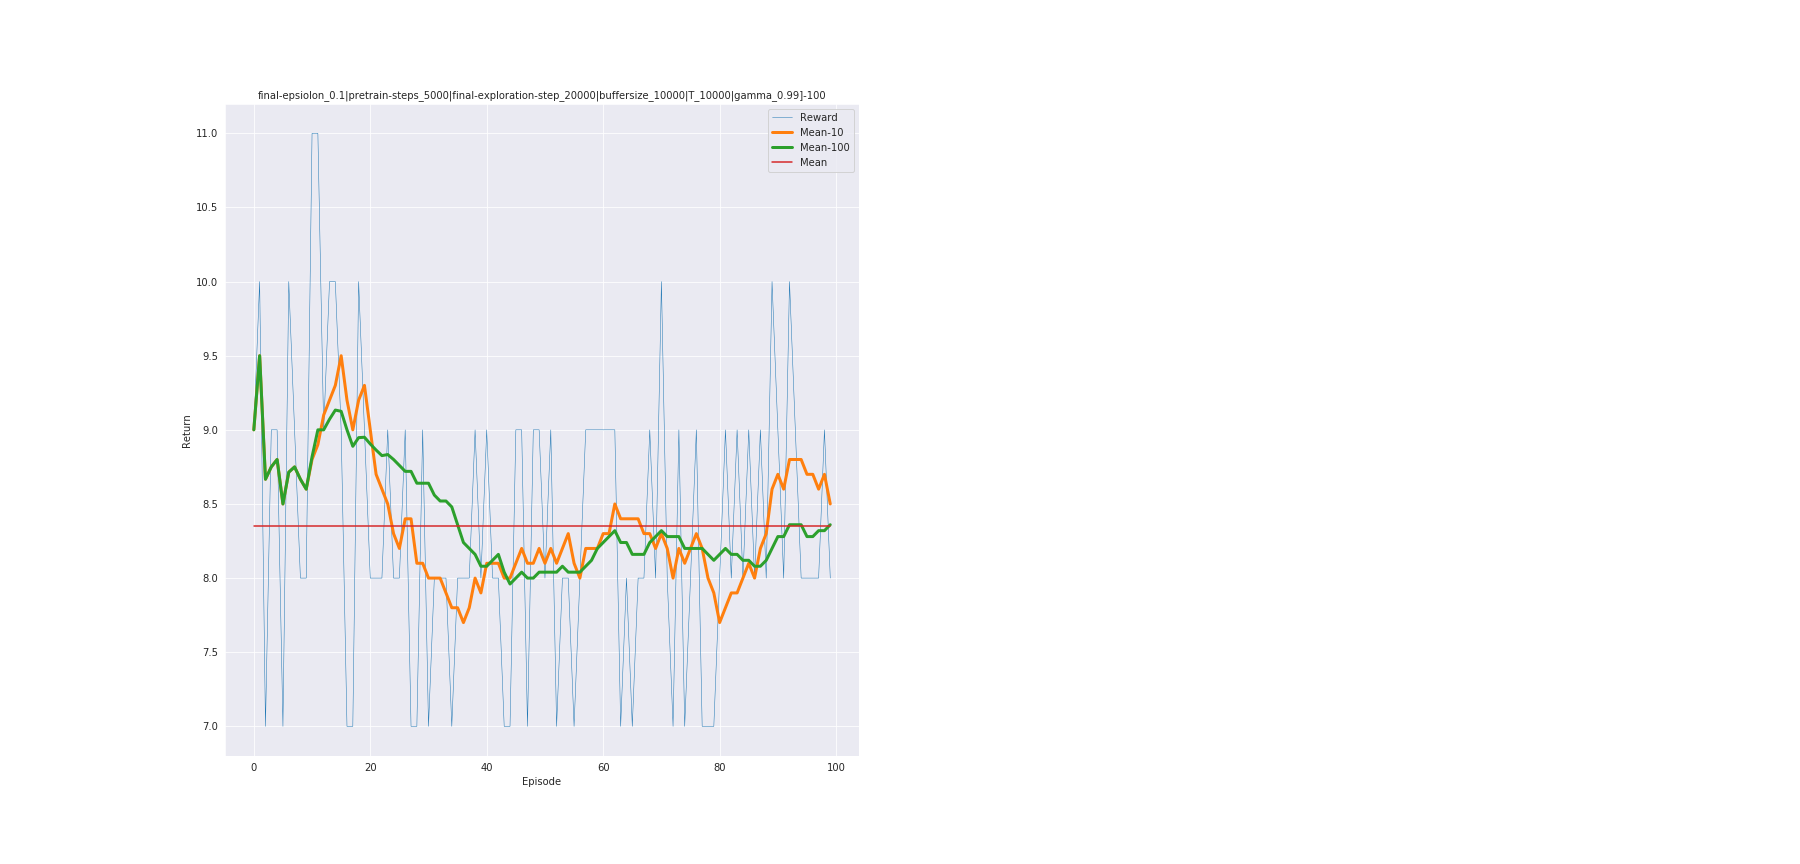 final-epsiolon_0.1|pretrain-steps_5000|final-exploration-step_20000|buffersize_10000|T_10000|gamma_0.99]-100
Reward
Mean-10
Mean-100
Mean
11.0
10.5
10.0
9.5
9.0
8.5
8.0
7.5
7.0
Return
0 20 40 60 80 100
Episode